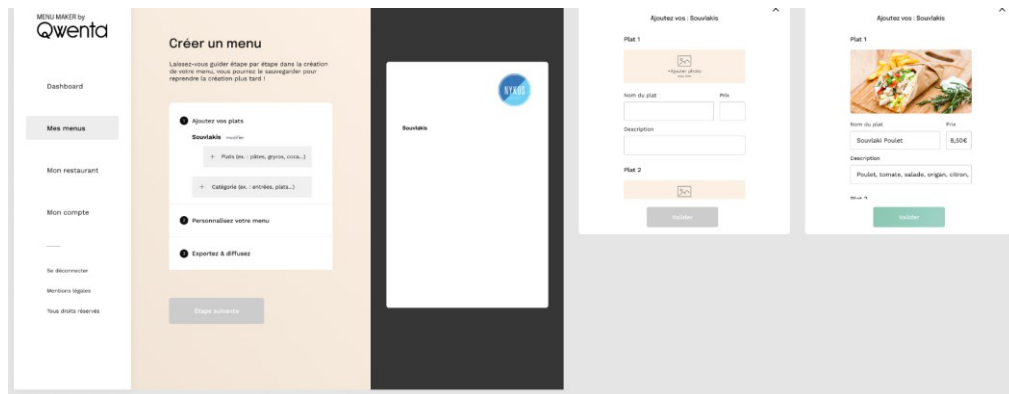 MENU MAKER by
Qwenta
Dashboard
Mes menus
Mon restaurant
Mon compte
Se déconnecter
Mentions légales
Tous droits réservés
Créer un menu
Laissez-vous guider étape par étape dans la création
de votre menu, vous pourrez le sauvegarder pour
reprendre la création plus tard !
1 Ajoutez vos plats
Souvlakis modifier
+ Plats (ex. : pâtes, gyros, coca...)
+ Catégorie (ex. : entrées, plats...)
2 Personnalisez votre menu
3 Exportez & diffusez
Étape suivante
NYKOS
Souvlakis
Ajoutez vos : Souvlakis
Plat 1
+Ajouter photo
Nom du plat Prix
Description
Plat 2
Valider
Ajoutez vos : Souvlakis
Plat 1
Nom du plat Prix
Souvlaki Poulet 8,50€
Description
Poulet, tomate, salade, origan, citron,
Valider